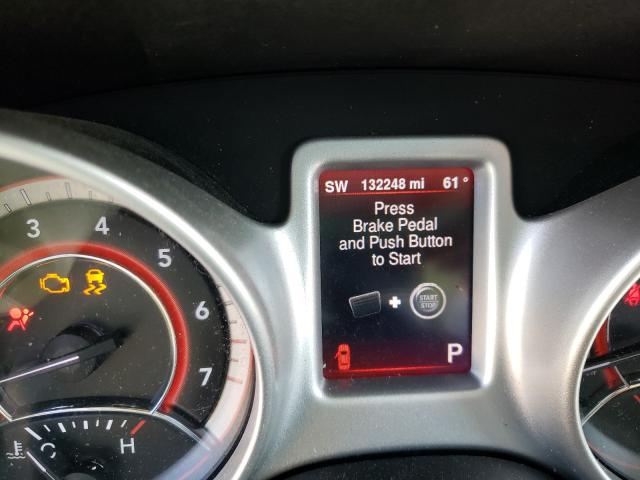 SW 132248 mi 61°
Press
Brake Pedal
and Push Button
to Start
START
STOP
P
3
4
5
6
7
C
H